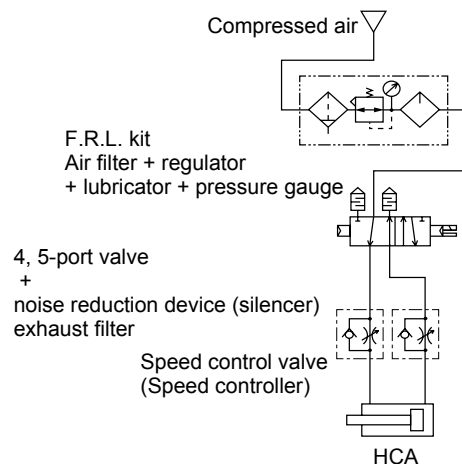 Compressed air
F.R.L. kit
Air filter + regulator
+ lubricator + pressure gauge
4, 5-port valve
+
noise reduction device (silencer)
exhaust filter
Speed control valve
(Speed controller)
HCA